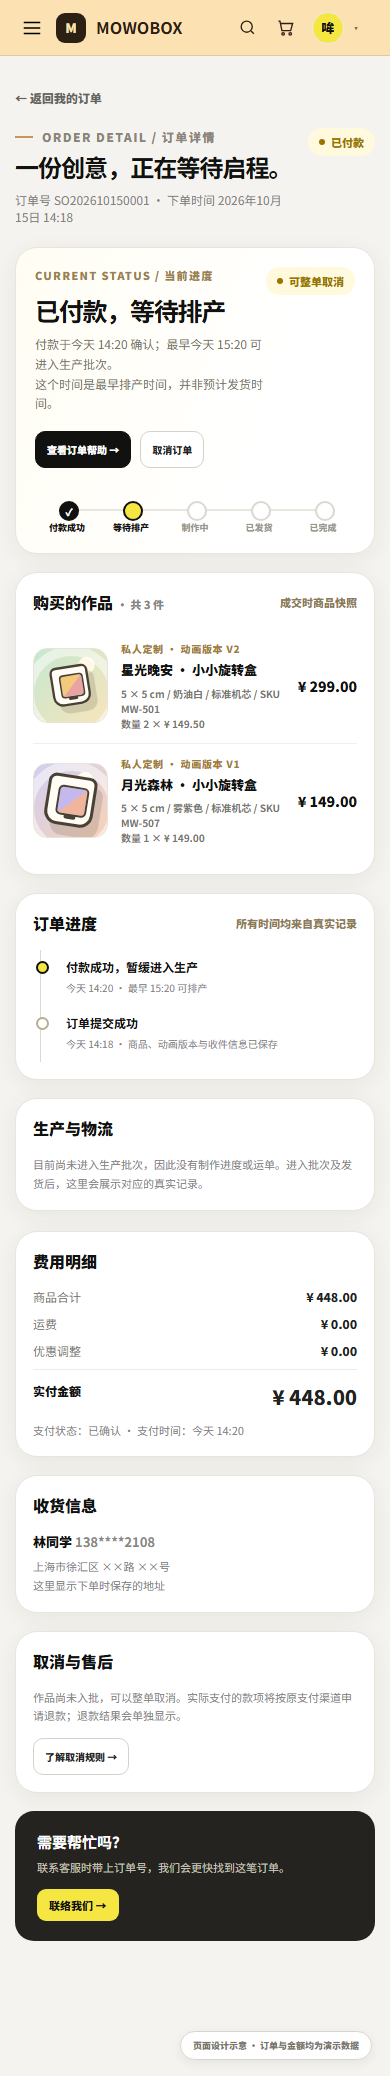 M MOWOBOX 哞
← 返回我的订单
ORDER DETAIL / 订单详情
已付款
一份创意，正在等待启程。
订单号 SO202610150001 · 下单时间 2026年10月
15日 14:18
CURRENT STATUS / 当前进度
可整单取消
已付款，等待排产
付款于今天 14:20 确认；最早今天 15:20 可
进入生产批次。
这个时间是最早排产时间，并非预计发货时
间。
查看订单帮助 →
取消订单
付款成功 等待排产 制作中 已发货 已完成
购买的作品 · 共 3 件
成交时商品快照
私人定制 · 动画版本 V2
星光晚安 · 小小旋转盒
5 × 5 cm / 奶油白 / 标准机芯 / SKU
MW-501
数量 2 × ¥ 149.50
¥ 299.00
私人定制 · 动画版本 V1
月光森林 · 小小旋转盒
5 × 5 cm / 雾紫色 / 标准机芯 / SKU
MW-507
数量 1 × ¥ 149.00
¥ 149.00
订单进度
所有时间均来自真实记录
付款成功，暂缓进入生产
今天 14:20 · 最早 15:20 可排产
订单提交成功
今天 14:18 · 商品、动画版本与收件信息已保存
生产与物流
目前尚未进入生产批次，因此没有制作进度或运单。进入批次及发
货后，这里会展示对应的真实记录。
费用明细
商品合计 ¥ 448.00
运费 ¥ 0.00
优惠调整 ¥ 0.00
实付金额 ¥ 448.00
支付状态：已确认 · 支付时间：今天 14:20
收货信息
林同学 138****2108
上海市徐汇区 ××路 ××号
这里显示下单时保存的地址
取消与售后
作品尚未入批，可以整单取消。实际支付的款项将按原支付渠道申
请退款；退款结果会单独显示。
了解取消规则 →
需要帮忙吗？
联系客服时带上订单号，我们会更快找到这笔订单。
联络我们 →
页面设计示意 · 订单与金额均为演示数据